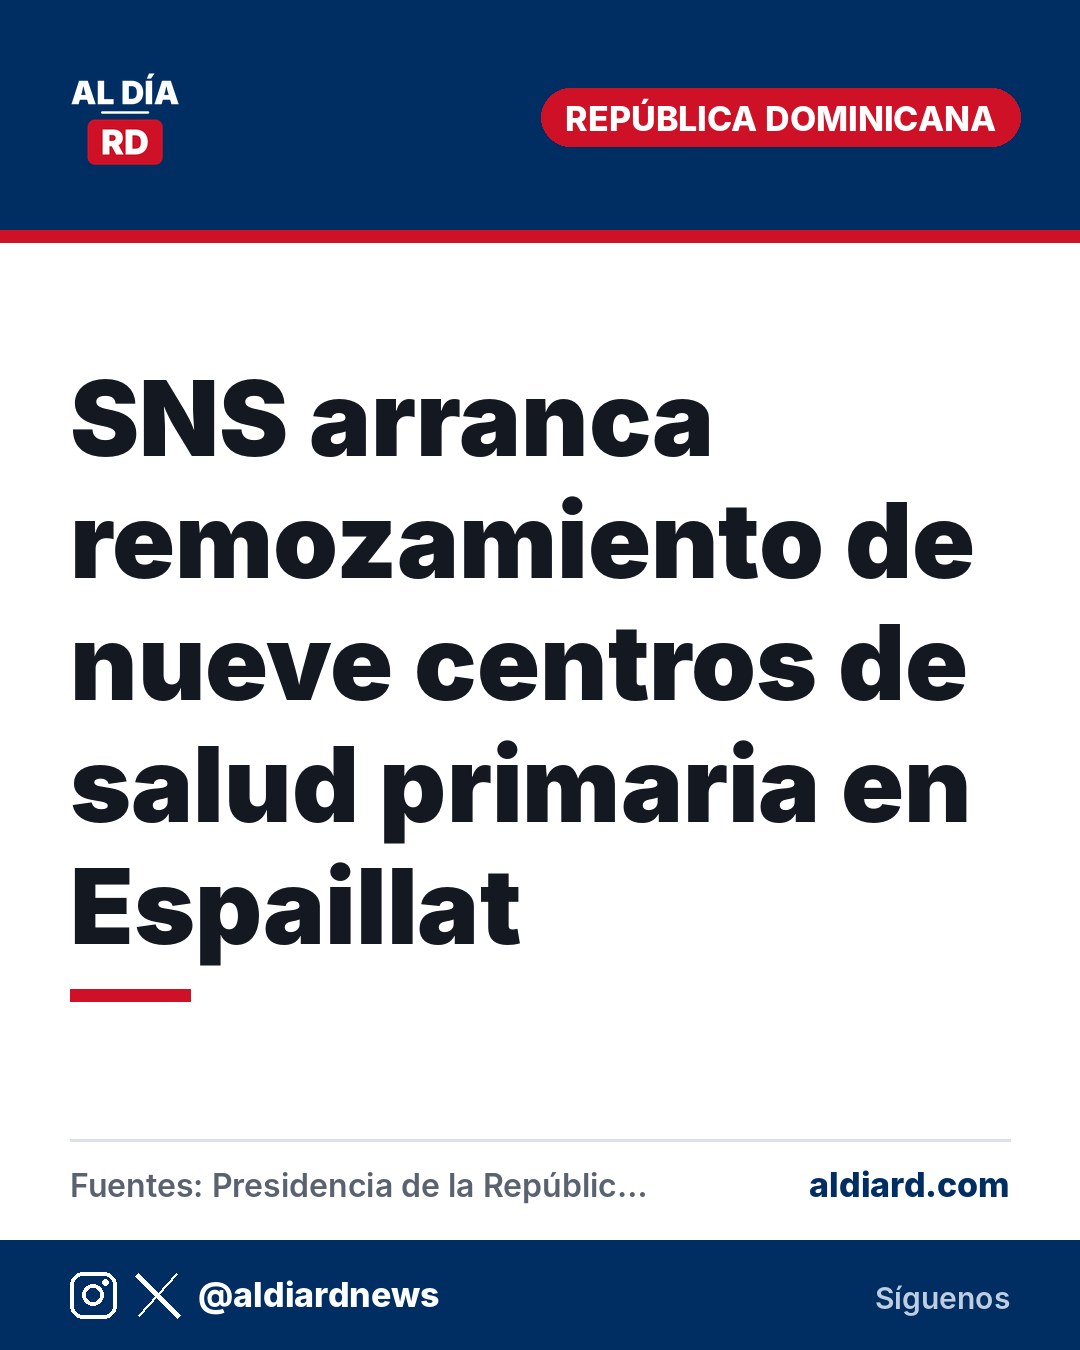 AL DÍA
RD
REPÚBLICA DOMINICANA
SNS arranca
remozamiento de
nueve centros de
salud primaria en
Espaillat
Fuentes: Presidencia de la Repúblic...
aldiard.com
@aldiardnews
Síguenos